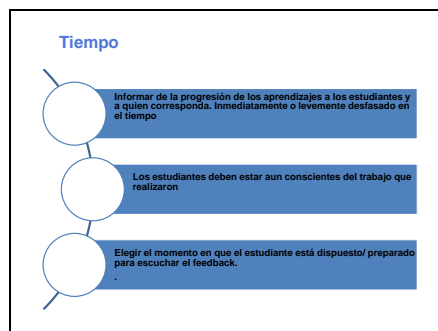 Tiempo
Informar de la progresión de los aprendizajes a los estudiantes y
a quien corresponda. Inmediatamente o levemente desfasado en
el tiempo
Los estudiantes deben estar aun conscientes del trabajo que
realizaron
Elegir el momento en que el estudiante está dispuesto/ preparado
para escuchar el feedback.
.